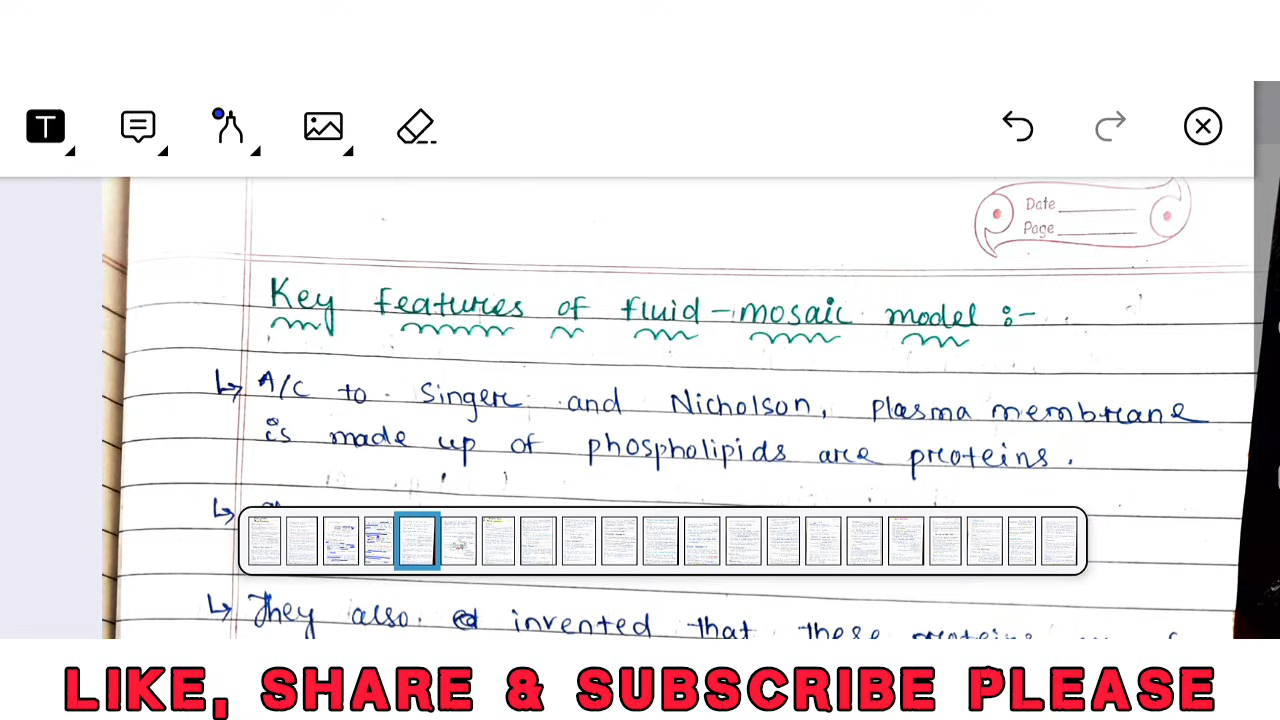 T
Date
Page
Key features of fluid-mosaic model :-
↳ A/C to Singer and Nicholson, plasma membrane
is made up of phospholipids are proteins.
↳
↳ They also invented that these proteins
LIKE, SHARE & SUBSCRIBE PLEASE